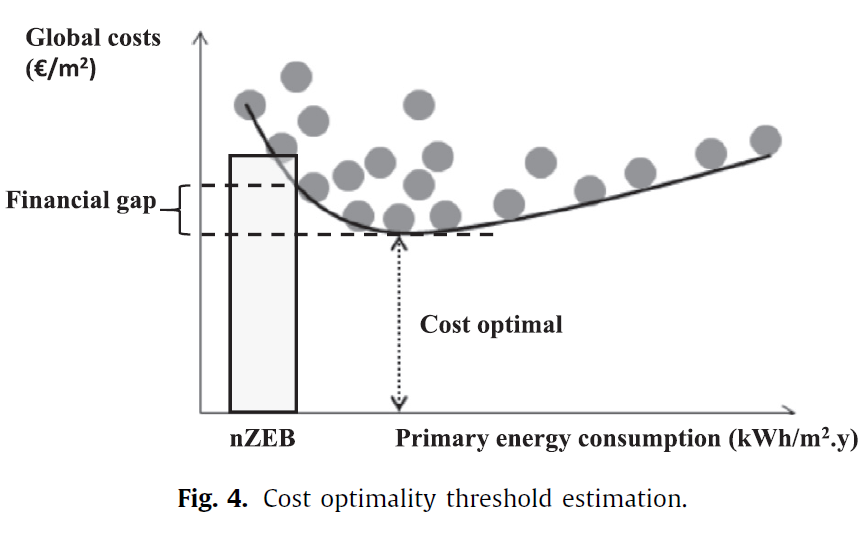 Global costs
(€/m²)
Financial gap
Cost optimal
nZEB
Primary energy consumption (kWh/m².y)
Fig. 4. Cost optimality threshold estimation.